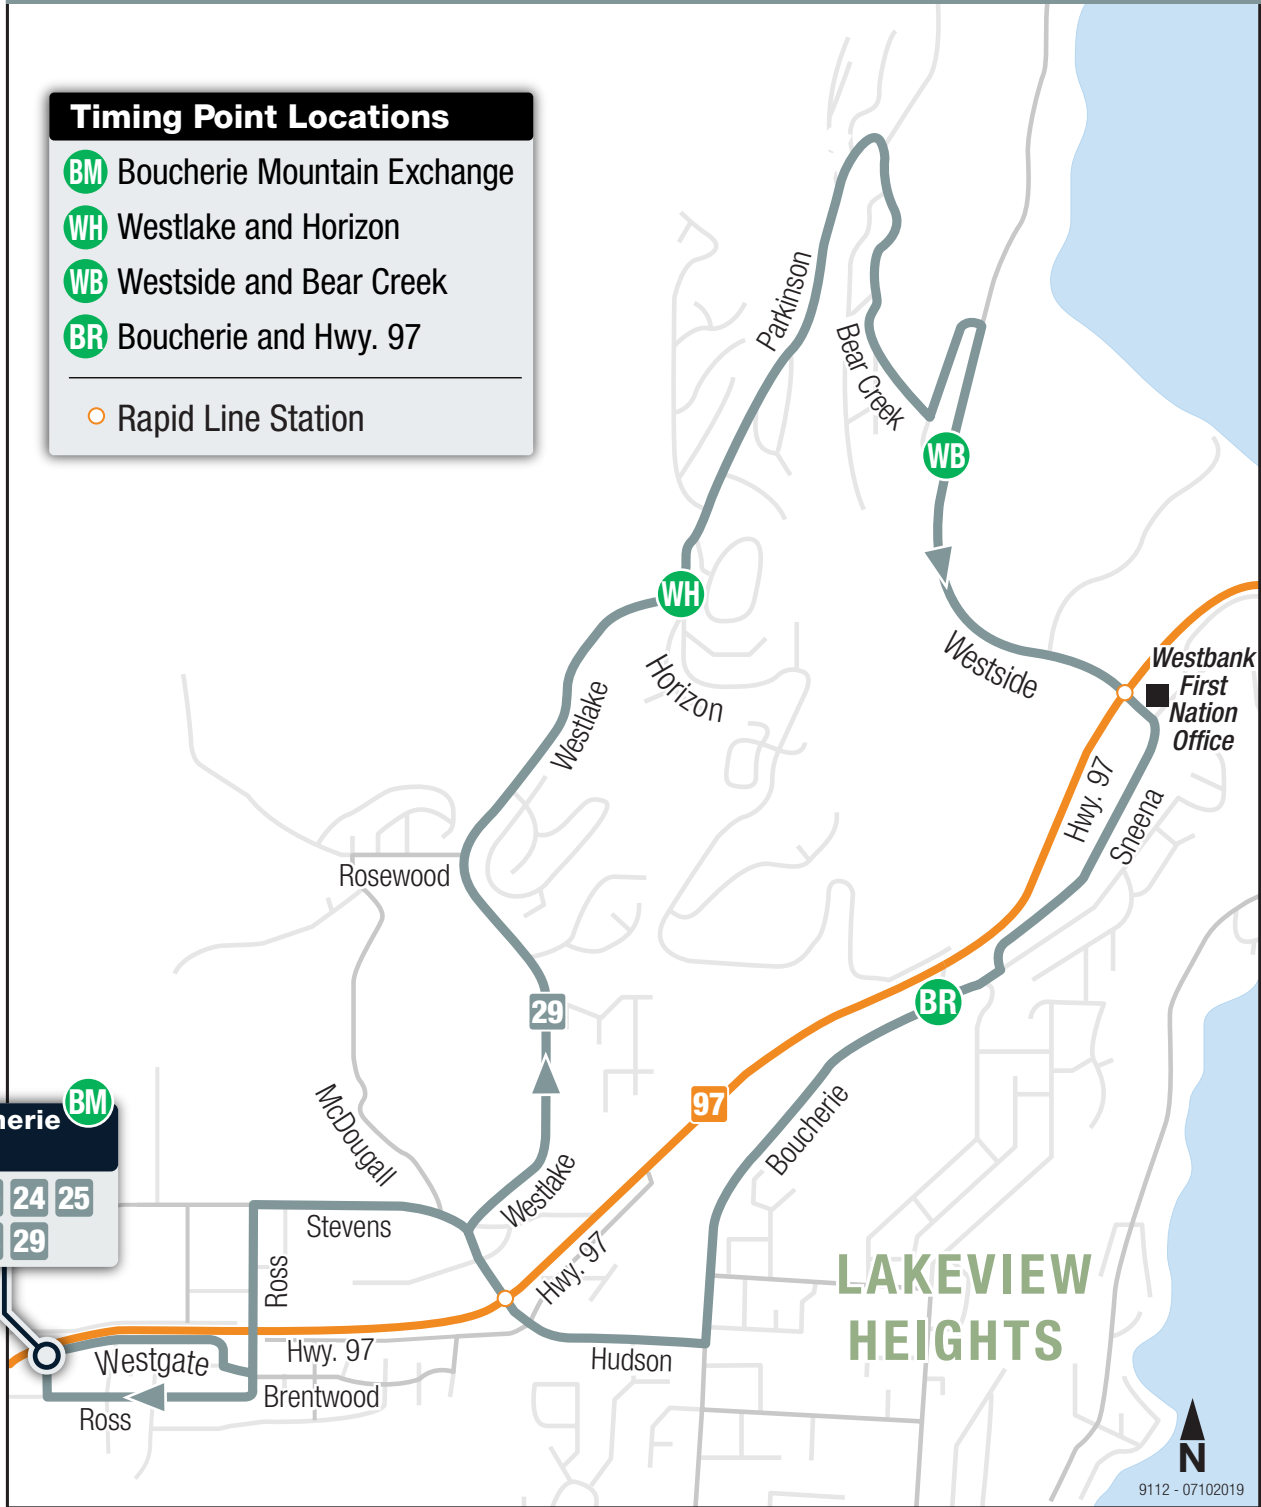 Timing Point Locations
BM Boucherie Mountain Exchange
WH Westlake and Horizon
WB Westside and Bear Creek
BR Boucherie and Hwy. 97
Rapid Line Station
Parkinson
Bear Creek
WB
WH
Horizon
Westlake
Westside
Westbank
First
Nation
Office
Hwy. 97
Sneena
Rosewood
29
BR
97
BM
McDougall
Boucherie
24 25
29
Westlake
Stevens
Ross
Hwy. 97
LAKEVIEW
HEIGHTS
Hwy. 97
Westgate
Hudson
Brentwood
Ross
N
9112 - 07102019